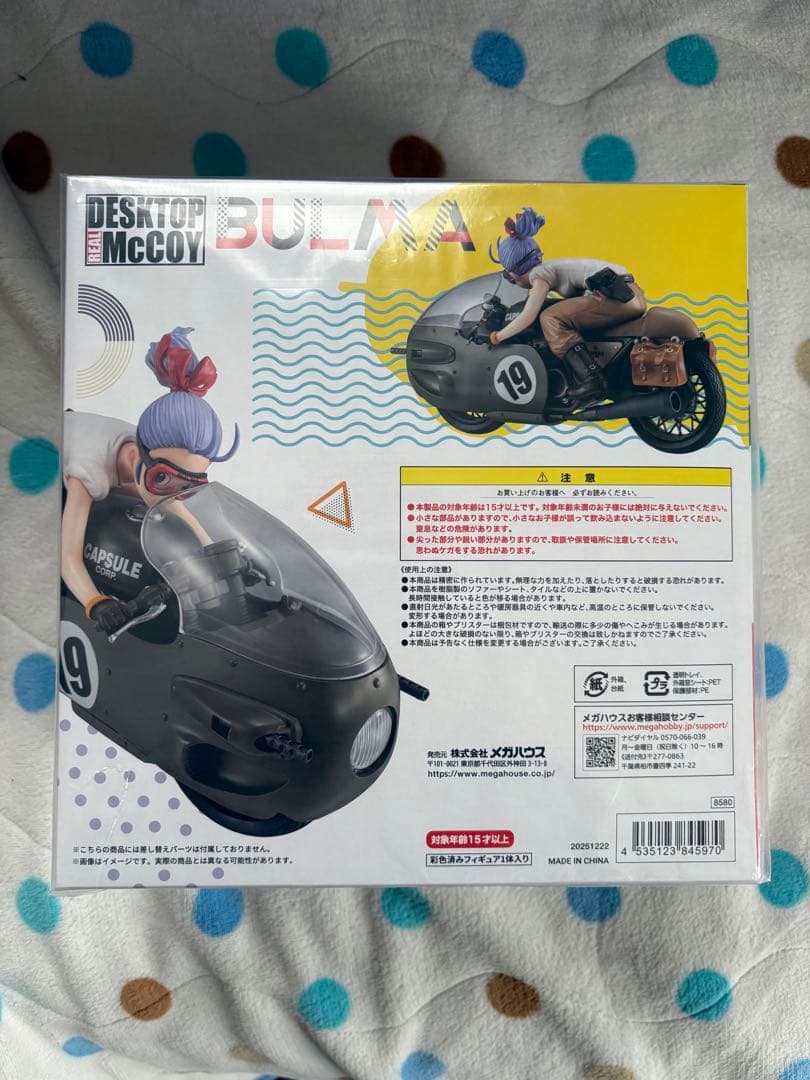 DESKTOP
REAL McCOY
BULMA
CAPSULE
CORP.
19
CAPSULE
19
⚠ 注意
お買い上げのお客様へ 必ずお読みください。
●本製品の対象年齢は15才以上です。対象年齢未満のお子様には絶対に与えないでください。
●小さな部品がありますので、小さなお子様が誤って飲み込まないように注意してください。
窒息などの危険があります。
●尖った部分や鋭い部分がありますので、取扱や保管場所に注意してください。
思わぬケガをする恐れがあります。
《使用上の注意》
●本商品は精密に作られています。無理な力を加えたり、落としたりすると破損する恐れがあります。
●本商品を樹脂製のソファーやシート、タイルなどの上に置かないでください。
長時間接触していると色が移る場合があります。
●直射日光があたるところや暖房器具の近くや車内など、高温のところに保管しないでください。
変形する場合があります。
●本商品の箱やブリスターは梱包材ですので、輸送の際に多少の傷やへこみが生じる場合があります。
よほどの大きな破損のない限り、箱やブリスターの交換は致しかねますのでご了承ください。
●本商品は予告なく仕様を変更する場合がございます。ご了承ください。
紙 外箱、
台紙
プラ 透明トレイ、
外箱窓シート:PET
保護部材:PE
メガハウスお客様相談センター
https://www.megahobby.jp/support/
ナビダイヤル 0570-066-039
月~金曜日(祝日除く)10~16時
《送付先》〒277-0863
千葉県柏市豊四季 241-22
発売元 株式会社 メガハウス
〒101-0021 東京都千代田区外神田 3-13-8
https://www.megahouse.co.jp/
8580
対象年齢15才以上
彩色済みフィギュア1体入り
20251222
MADE IN CHINA
4 535123 845970
※こちらの商品には差し替えパーツは付属しておりません。
※画像はイメージです。実際の商品とは異なる可能性があります。